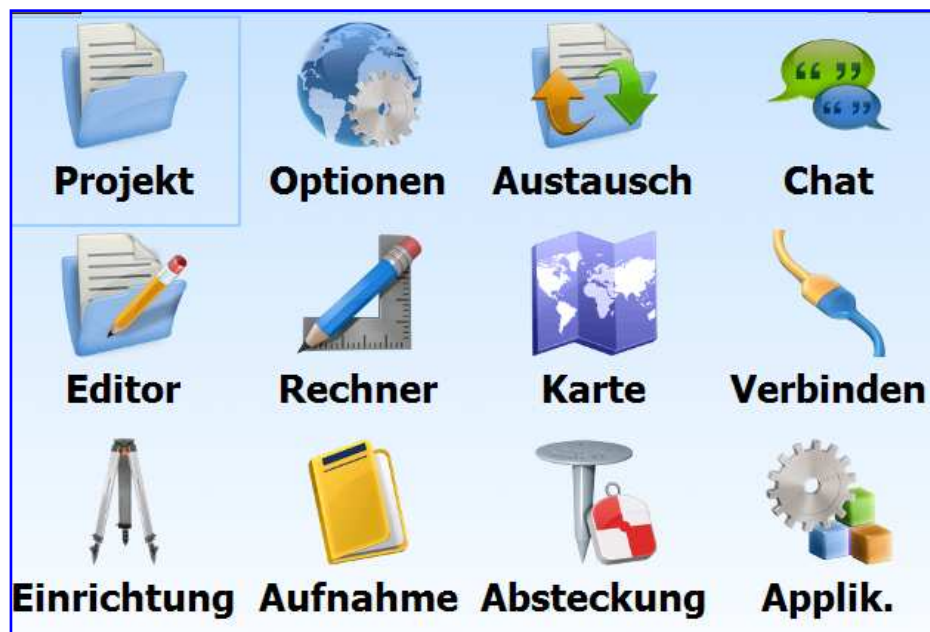 Projekt Optionen Austausch Chat
Editor Rechner Karte Verbinden
Einrichtung Aufnahme Absteckung Applik.